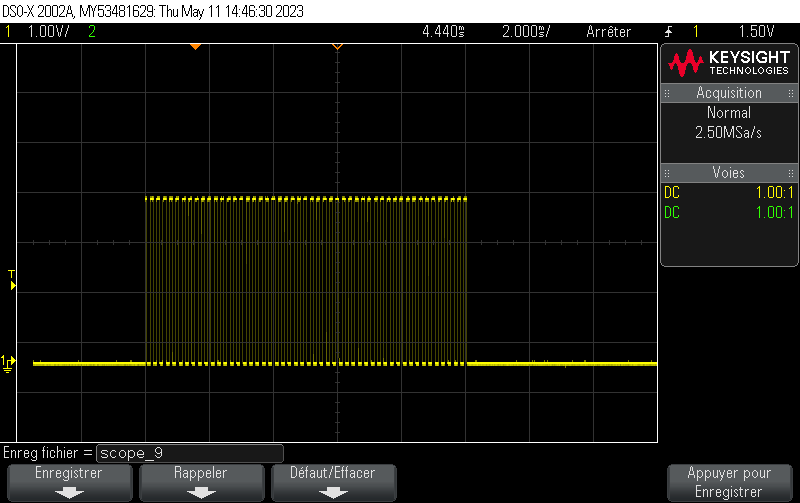 DSO-X 2002A, MY53481629: Thu May 11 14:46:30 2023
1 1.00V/ 2 4.440ms 2.000ms/ Arrêter 1 1.50V
KEYSIGHT
TECHNOLOGIES
Acquisition
Normal
2.50MSa/s
Voies
DC 1.00:1
DC 1.00:1
T
1
Enreg fichier = scope_9
Enregistrer Rappeler Défaut/Effacer Appuyer pour
Enregistrer